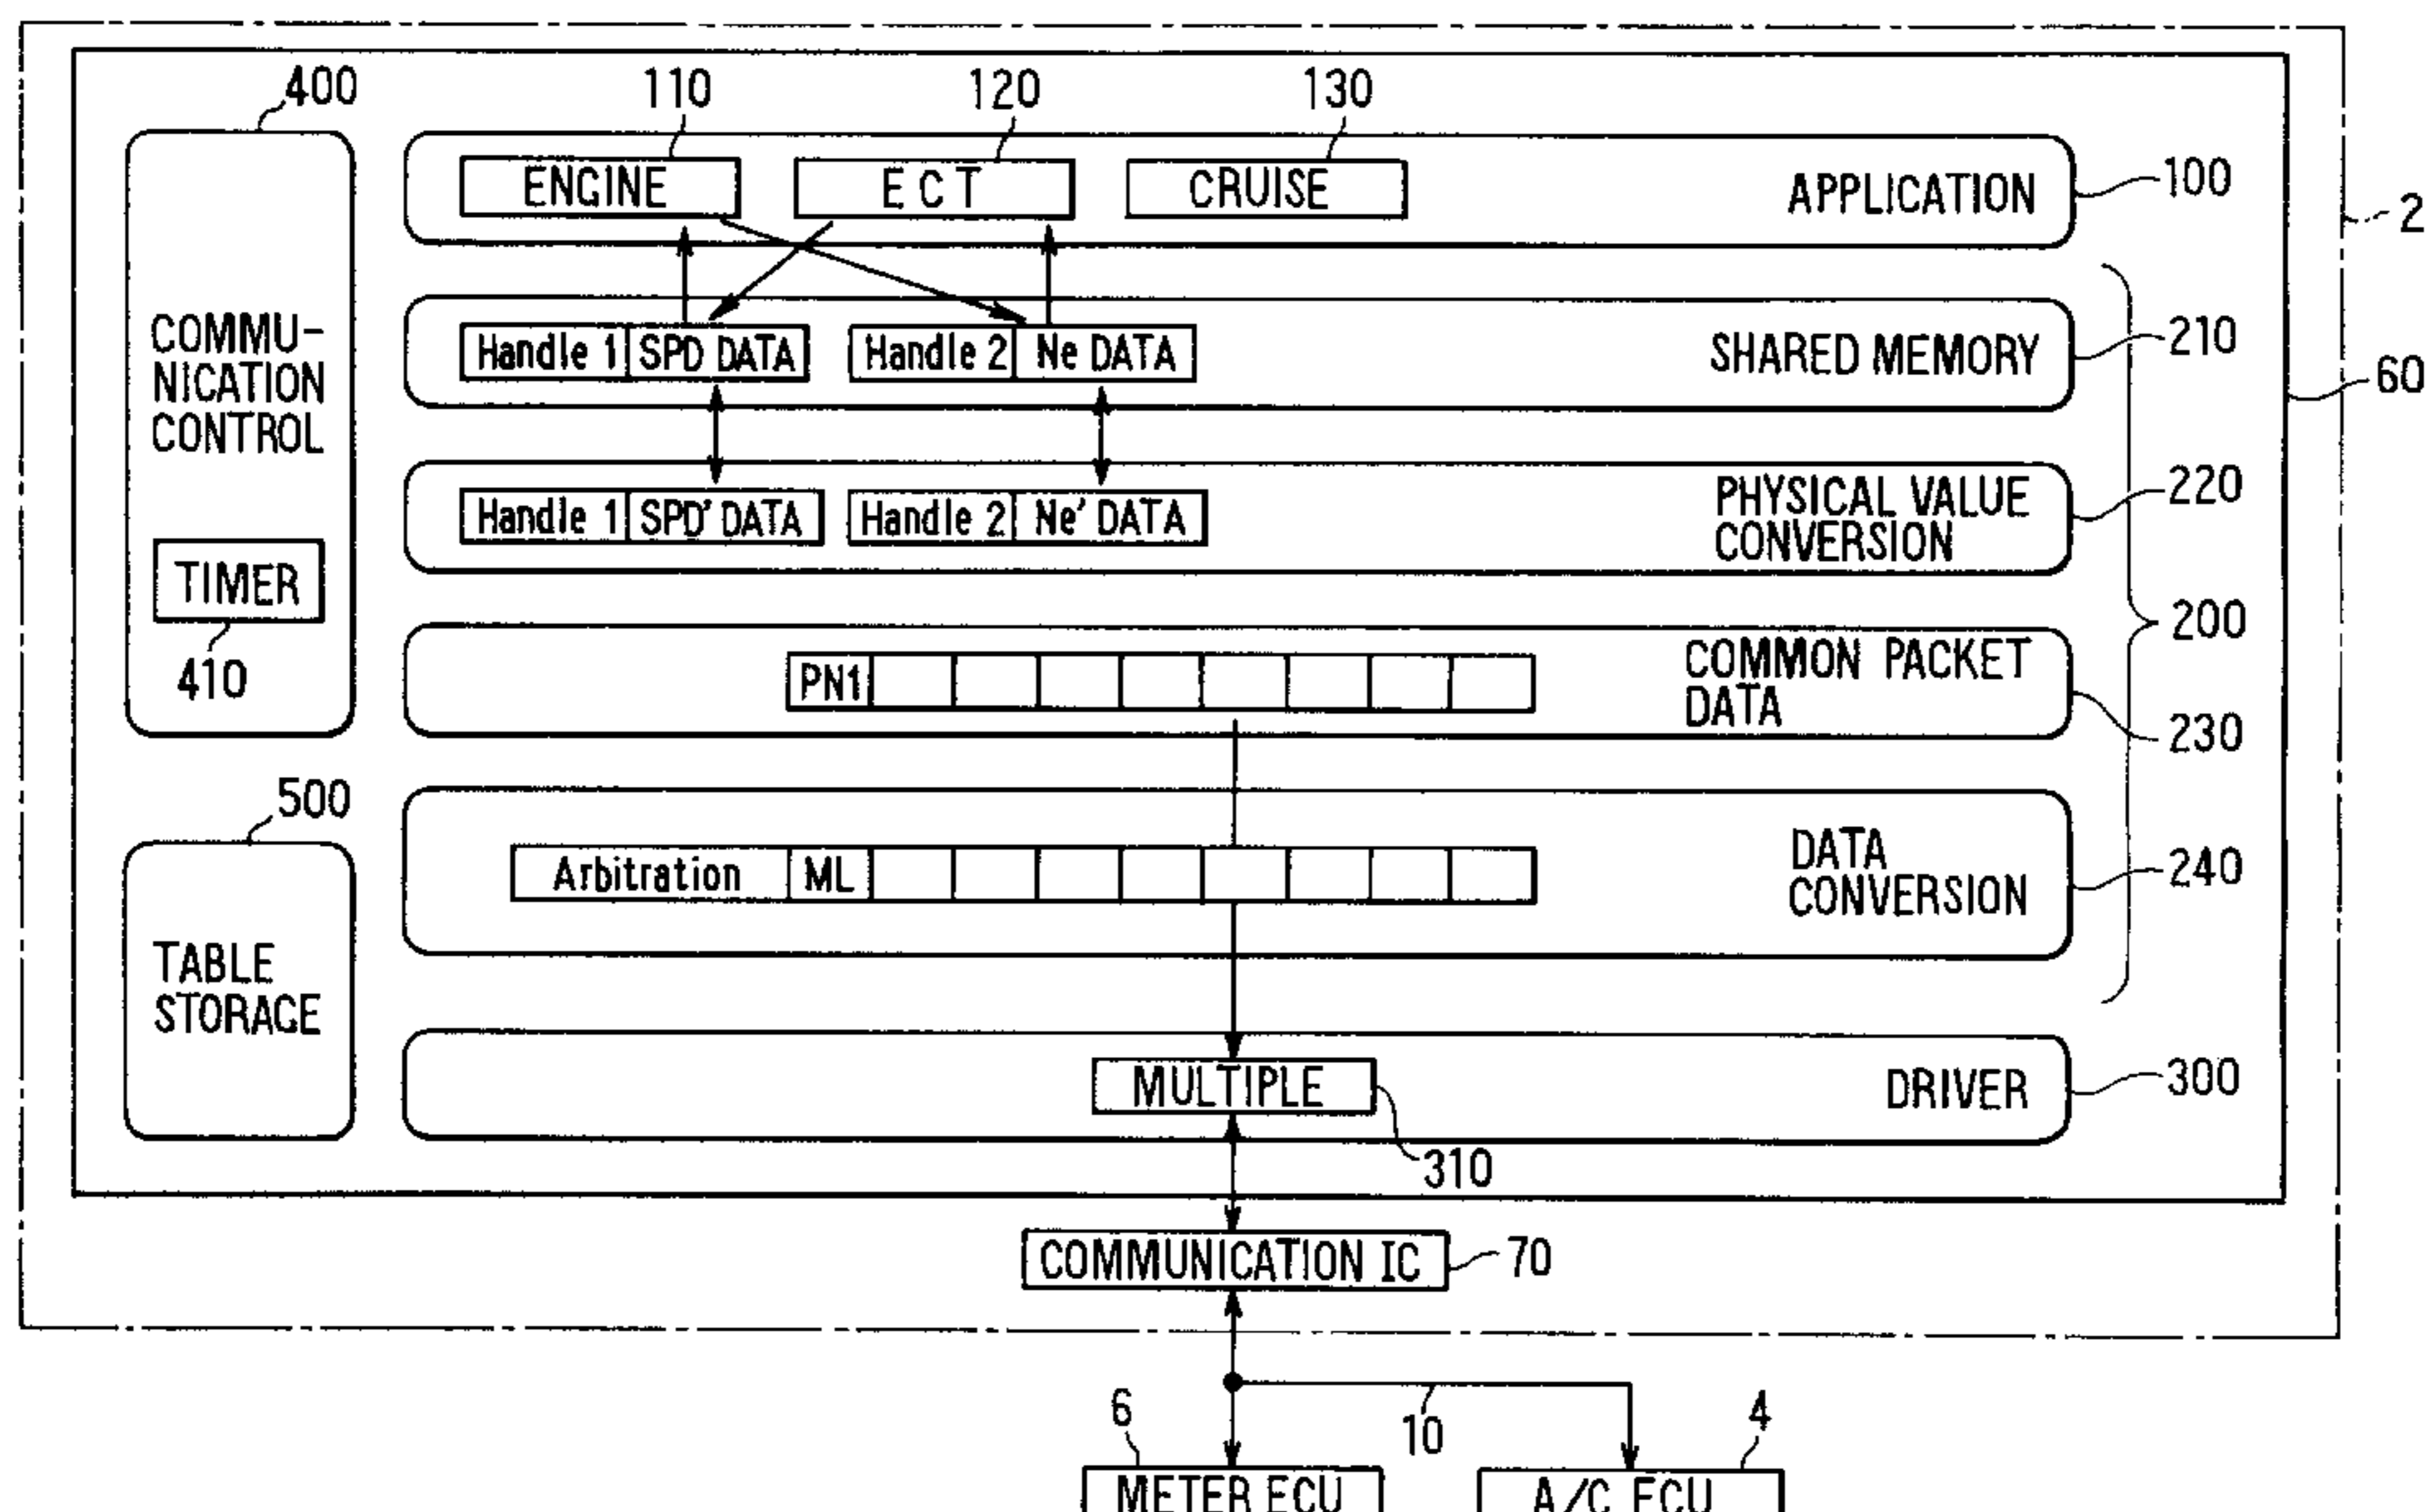 400
110
120
130
ENGINE
ECT
CRUISE
APPLICATION
100
2
COMMU-
NICATION
CONTROL
Handle 1 SPD DATA
Handle 2 Ne DATA
SHARED MEMORY
210
60
Handle 1 SPD' DATA
Handle 2 Ne' DATA
PHYSICAL VALUE
CONVERSION
220
TIMER
410
200
PN1
COMMON PACKET
DATA
230
500
TABLE
STORAGE
Arbitration ML
DATA
CONVERSION
240
MULTIPLE
310
DRIVER
300
COMMUNICATION IC
70
10
6
4
METER ECU
A/C ECU